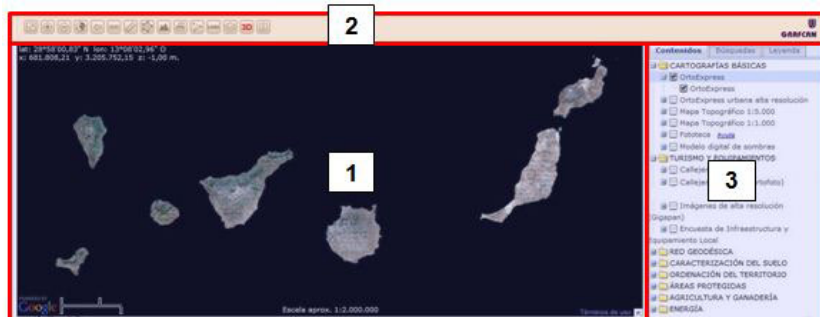 2
3D
GRAFCAN
lat: 28°58'00,83" N lon: 13°08'02,96" O
x: 681.808,21 y: 3.205.752,15 z: -1,00 m.
Contenidos Búsquedas Leyenda
CARTOGRAFÍAS BÁSICAS
OrtoExpress
OrtoExpress
OrtoExpress urbana alta resolución
Mapa Topográfico 1:5.000
Mapa Topográfico 1:1.000
Fototeca Ayuda
Modelo digital de sombras
TURISMO Y EQUIPAMIENTOS
1
3
Imágenes de alta resolución
(Gigapan)
Encuesta de Infraestructura y
Equipamiento Local
RED GEODÉSICA
CARACTERIZACIÓN DEL SUELO
ORDENACIÓN DEL TERRITORIO
ÁREAS PROTEGIDAS
AGRICULTURA Y GANADERÍA
ENERGÍA
Google
Escala aprox. 1:2.000.000
Términos de uso